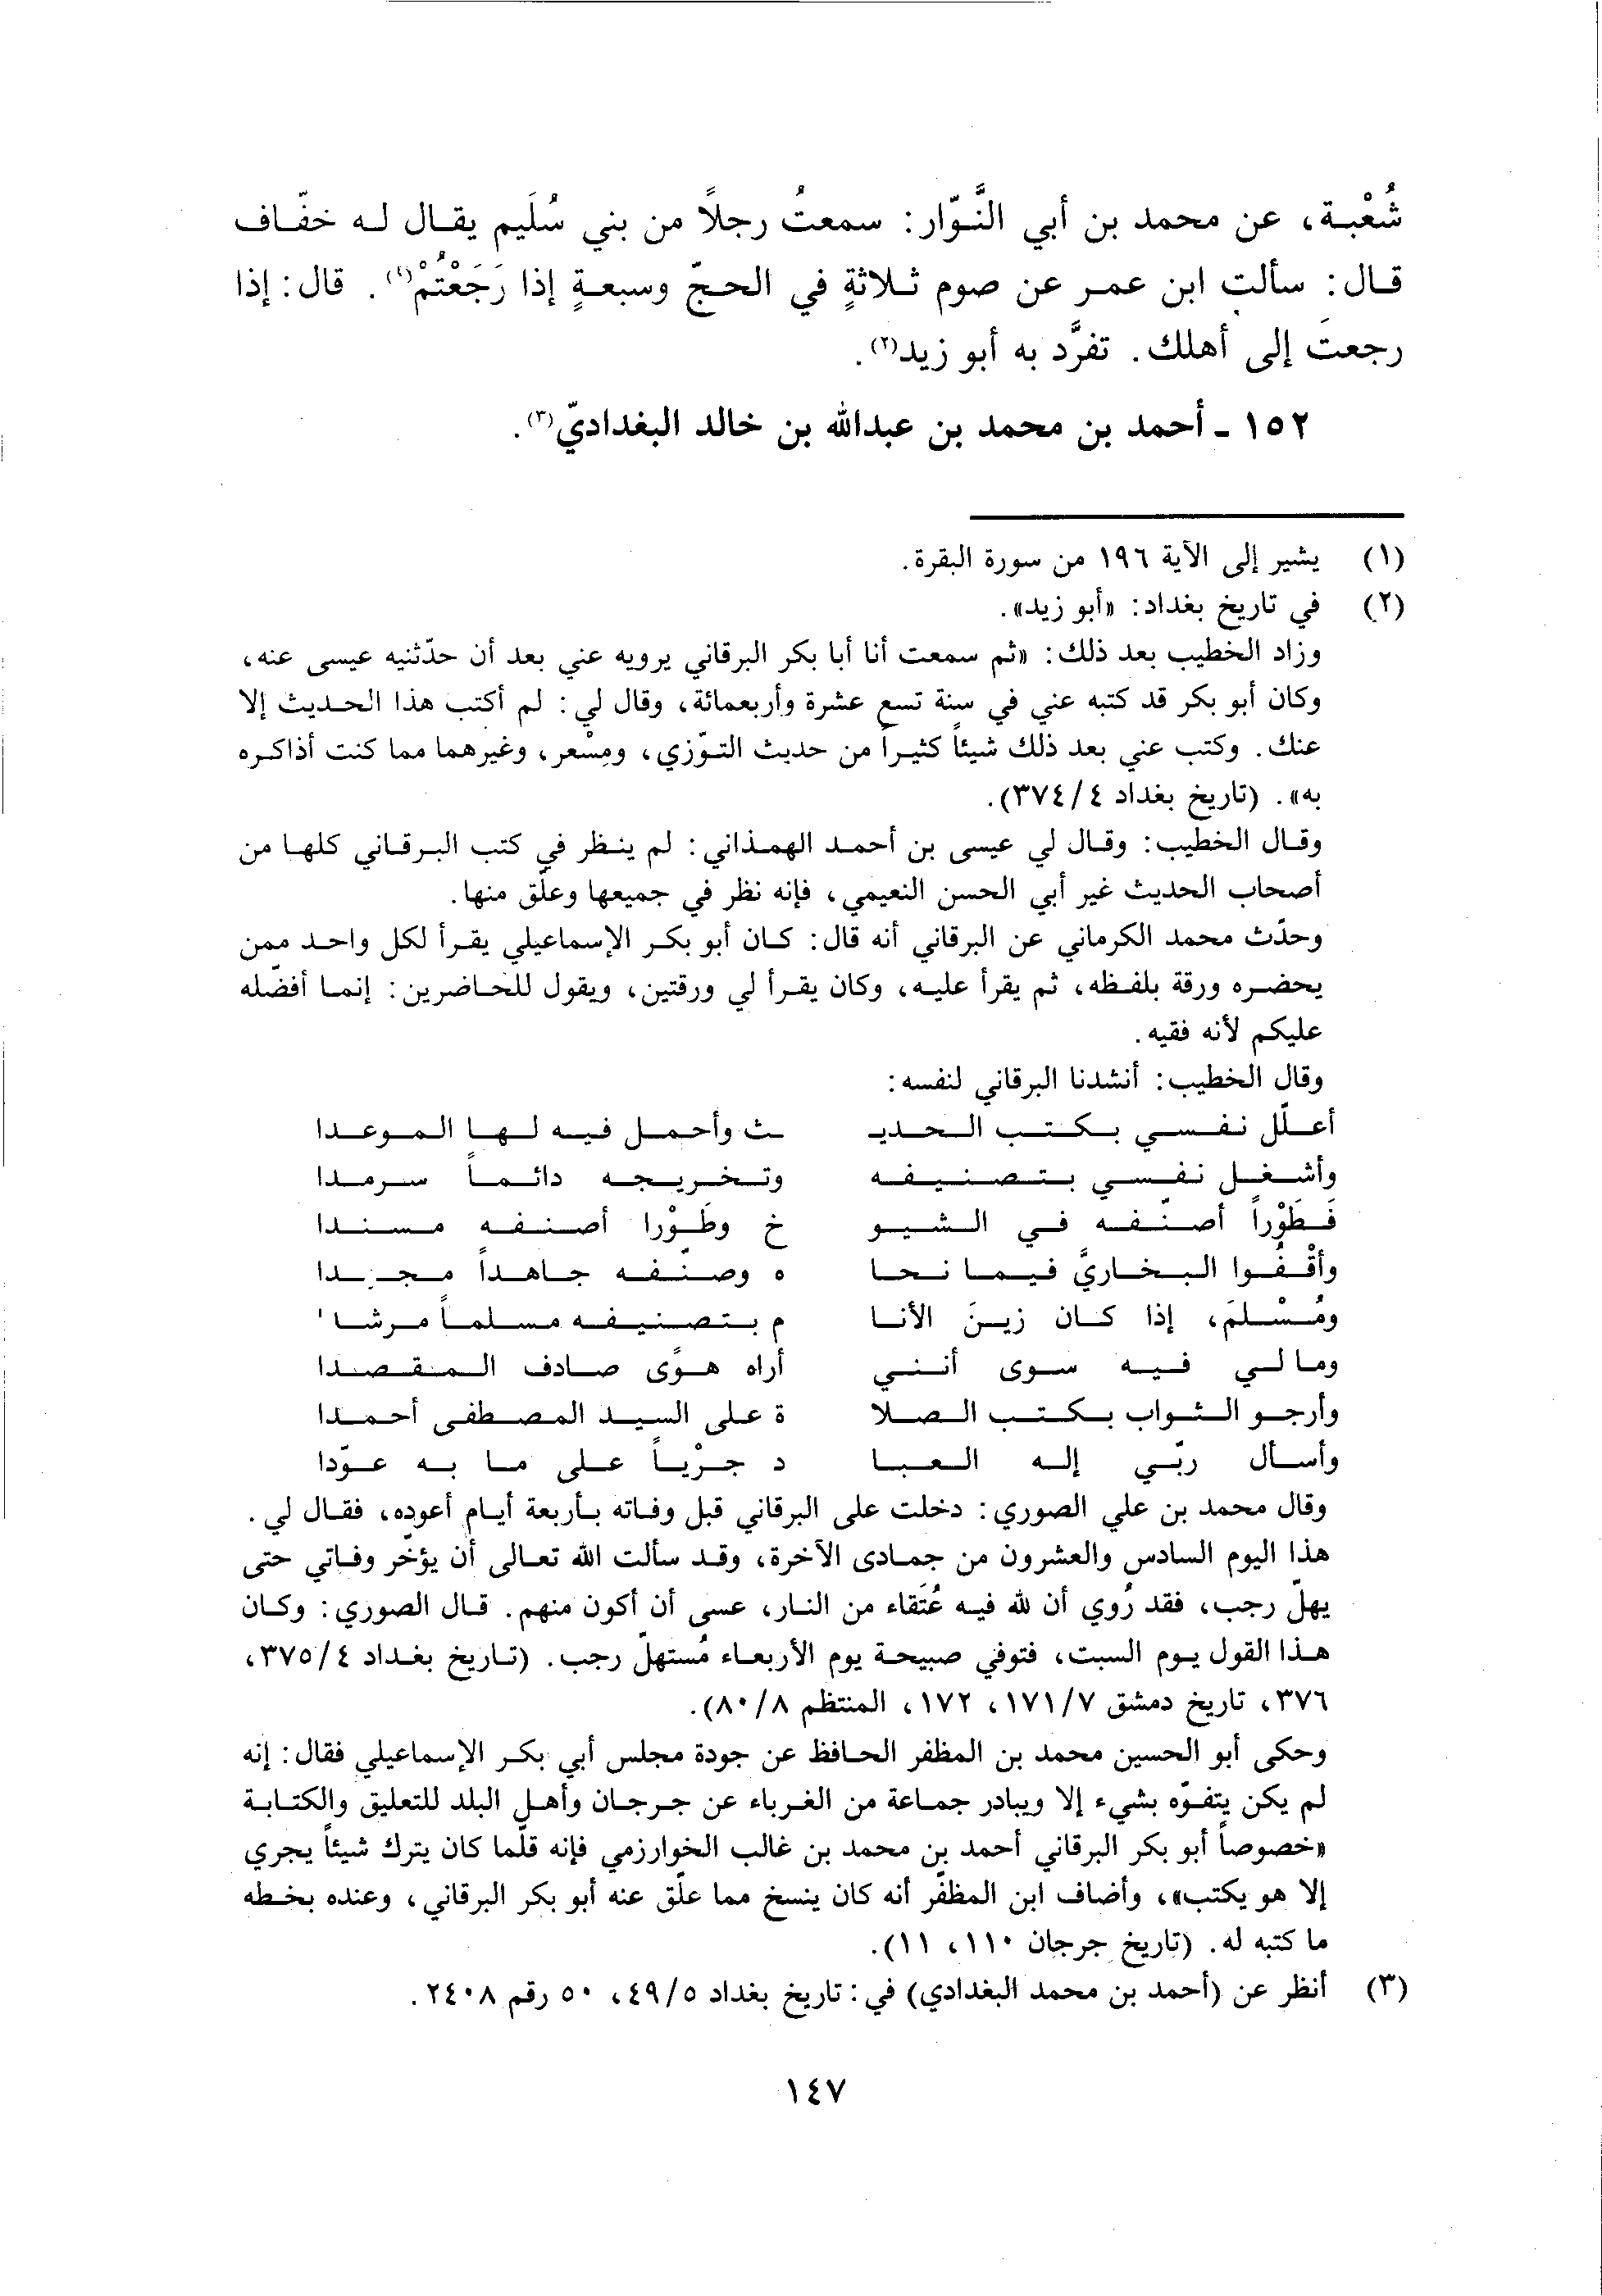 شُعْبة، عن محمد بن أبي النَّوّار: سمعتُ رجلاً من بني سُلَيم يقال له خفّاف
قال: سألت ابن عمر عن صوم ثلاثةٍ في الحجّ وسبعةٍ إذا رَجَعْتُمْ(١). قال: إذا
رجعتَ إلى أهلك. تفرَّد به أبو زيد(٢).
١٥٢ ـ أحمد بن محمد بن عبدالله بن خالد البغداديّ(٣).
(١) يشير إلى الآية ١٩٦ من سورة البقرة.
(٢) في تاريخ بغداد: «أبو زيد».
وزاد الخطيب بعد ذلك: «ثم سمعت أنا أبا بكر البرقاني يرويه عني بعد أن حدّثنيه عيسى عنه،
وكان أبو بكر قد كتبه عني في سنة تسع عشرة وأربعمائة، وقال لي: لم أكتب هذا الحديث إلا
عنك. وكتب عني بعد ذلك شيئاً كثيراً من حديث التوّزي، ومِسْعر، وغيرهما مما كنت أذاكره
به». (تاريخ بغداد ٣٧٤/٤).
وقال الخطيب: وقال لي عيسى بن أحمد الهمذاني: لم ينظر في كتب البرقاني كلها من
أصحاب الحديث غير أبي الحسن النعيمي، فإنه نظر في جميعها وعلّق منها.
وحدّث محمد الكرماني عن البرقاني أنه قال: كان أبو بكر الإسماعيلي يقرأ لكل واحد ممن
يحضره ورقة بلفظه، ثم يقرأ عليه، وكان يقرأ لي ورقتين، ويقول للحاضرين: إنما أفضّله
عليكم لأنه فقيه.
وقال الخطيب: أنشدنا البرقاني لنفسه:
أعلّل نفسي بكتب الحديـ ـث وأحمل فيه لها الموعدا
وأشغل نفسي بتصنيفه وتخريجه دائماً سرمدا
فَطَوْراً أصنّفه في الشيو خ وطَوْرا أصنفه مسندا
وأقْفُوا البخاريَّ فيما نحا ه وصنّفه جاهداً مجهدا
ومُسْلمَ، إذا كان زينَ الأنا م بتصنيفه مسلماً مرشا
وما لي فيه سوى أنني أراه هوًى صادف المقصدا
وأرجو الثواب بكتب الصلا ة على السيد المصطفى أحمدا
وأسأل ربّي إله العبا د جرْياً على ما به عوّدا
وقال محمد بن علي الصوري: دخلت على البرقاني قبل وفاته بأربعة أيام أعوده، فقال لي.
هذا اليوم السادس والعشرون من جمادى الآخرة، وقد سألت الله تعالى أن يؤخّر وفاتي حتى
يهلّ رجب، فقد رُوي أن لله فيه عُتَقاء من النار، عسى أن أكون منهم. قال الصوري: وكان
هذا القول يوم السبت، فتوفي صبيحة يوم الأربعاء مُستهلّ رجب. (تاريخ بغداد ٣٧٥/٤،
٣٧٦، تاريخ دمشق ١٧١/٧، ١٧٢، المنتظم ٨٠/٨).
وحكى أبو الحسين محمد بن المظفر الحافظ عن جودة مجلس أبي بكر الإسماعيلي فقال: إنه
لم يكن يتفوّه بشيء إلا ويبادر جماعة من الغرباء عن جرجان وأهل البلد للتعليق والكتابة
«خصوصاً أبو بكر البرقاني أحمد بن محمد بن غالب الخوارزمي فإنه قلّما كان يترك شيئاً يجري
إلا هو يكتب»، وأضاف ابن المظفّر أنه كان ينسخ مما علّق عنه أبو بكر البرقاني، وعنده بخطه
ما كتبه له. (تاريخ جرجان ١١٠، ١١).
(٣) أنظر عن (أحمد بن محمد البغدادي) في: تاريخ بغداد ٤٩/٥، ٥٠ رقم ٢٤٠٨.
١٤٧